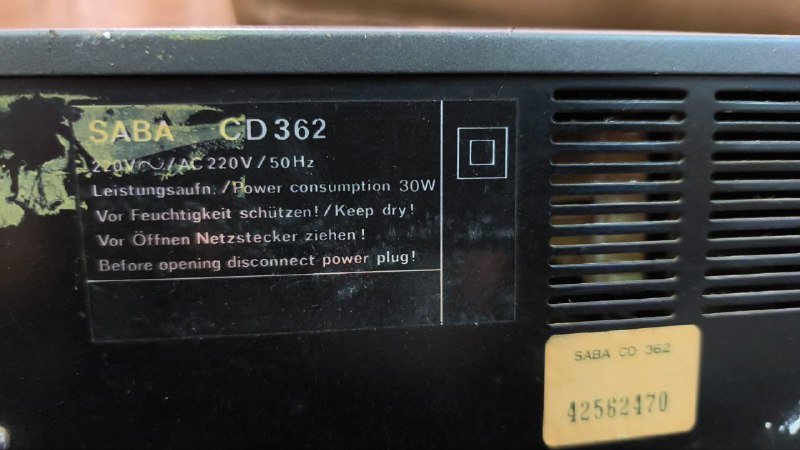 SABA CD 362
220V~/AC 220V/50Hz
Leistungsaufn./Power consumption 30W
Vor Feuchtigkeit schützen!/Keep dry!
Vor Öffnen Netzstecker ziehen!
Before opening disconnect power plug!
SABA CD 362
42562470